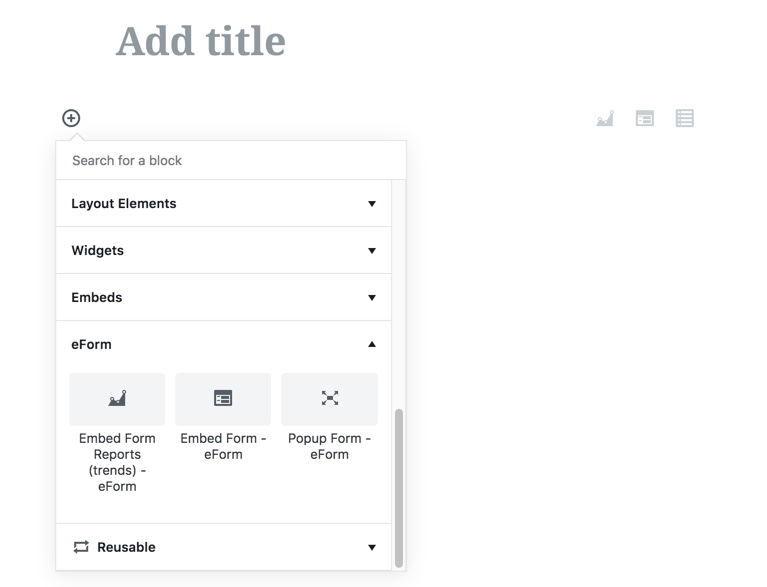 Add title
Search for a block
Layout Elements
Widgets
Embeds
eForm
Embed Form
Reports
(trends) -
eForm
Embed Form -
eForm
Popup Form -
eForm
Reusable